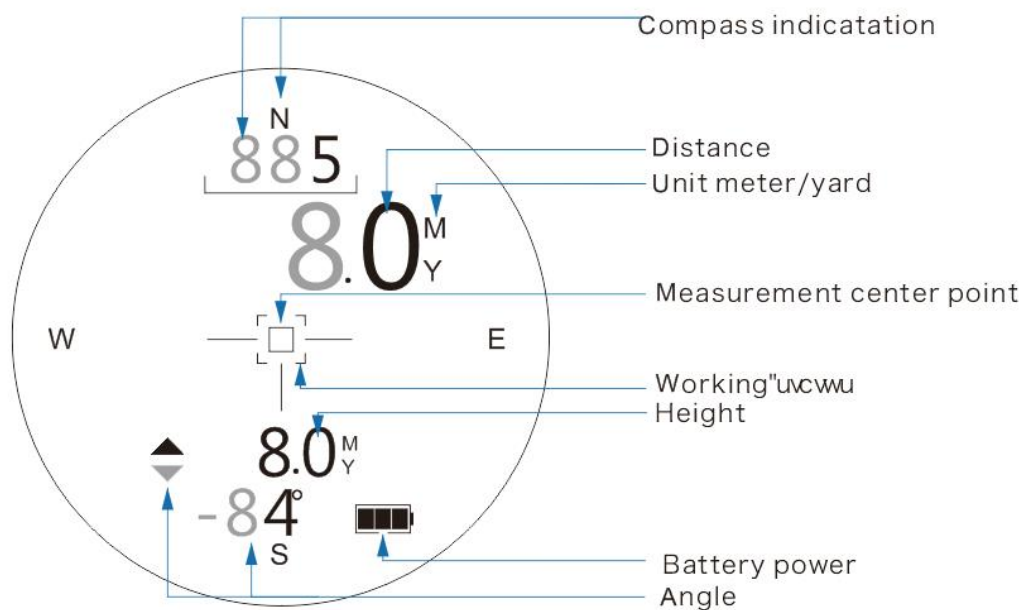 Compass indicatation
N
885
Distance
Unit meter/yard
8.0 M
Y
Measurement center point
W
E
Working"uvcwwu
Height
8.0 M
Y
-84°
S
Battery power
Angle